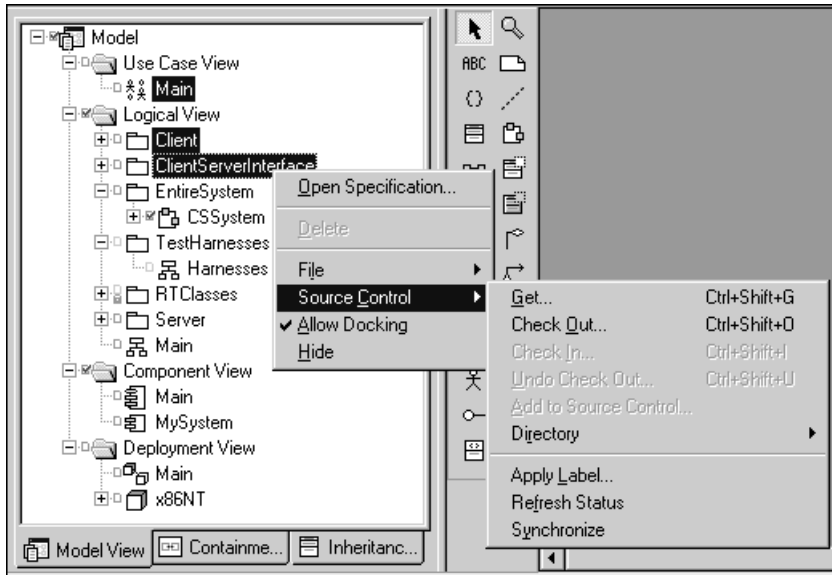 Model
Use Case View
Main
Logical View
Client
ClientServerInterface
EntireSystem
CSSystem
TestHarnesses
Harnesses
RTClasses
Server
Main
Component View
Main
MySystem
Deployment View
Main
x86NT
Model View
Containme...
Inheritanc...
ABC
Open Specification...
Delete
File
Source Control
Allow Docking
Hide
Get... Ctrl+Shift+G
Check Out... Ctrl+Shift+O
Check In... Ctrl+Shift+I
Undo Check Out... Ctrl+Shift+U
Add to Source Control...
Directory
Apply Label...
Refresh Status
Synchronize